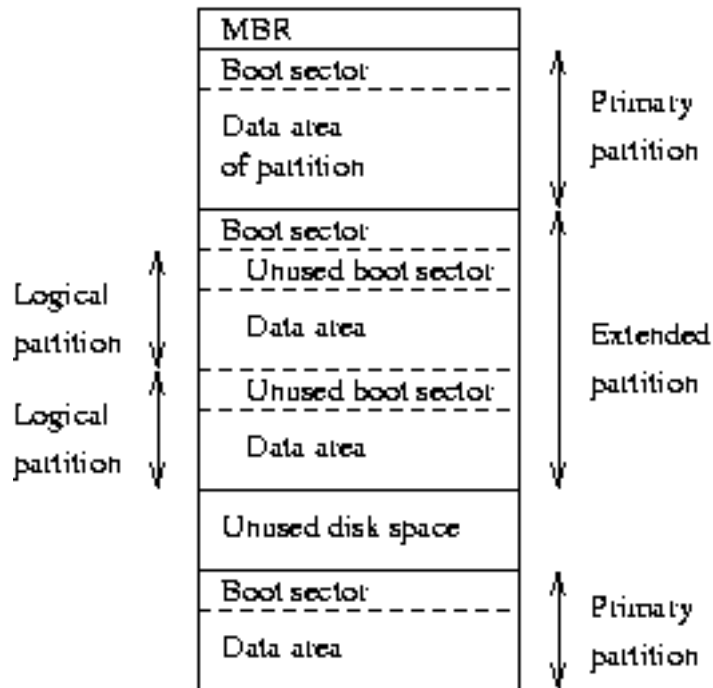 MBR
Boot sector
Data area
of partition
Primary
partition
Boot sector
Unused boot sector
Data area
Logical
partition
Unused boot sector
Data area
Logical
partition
Extended
partition
Unused disk space
Boot sector
Data area
Primary
partition